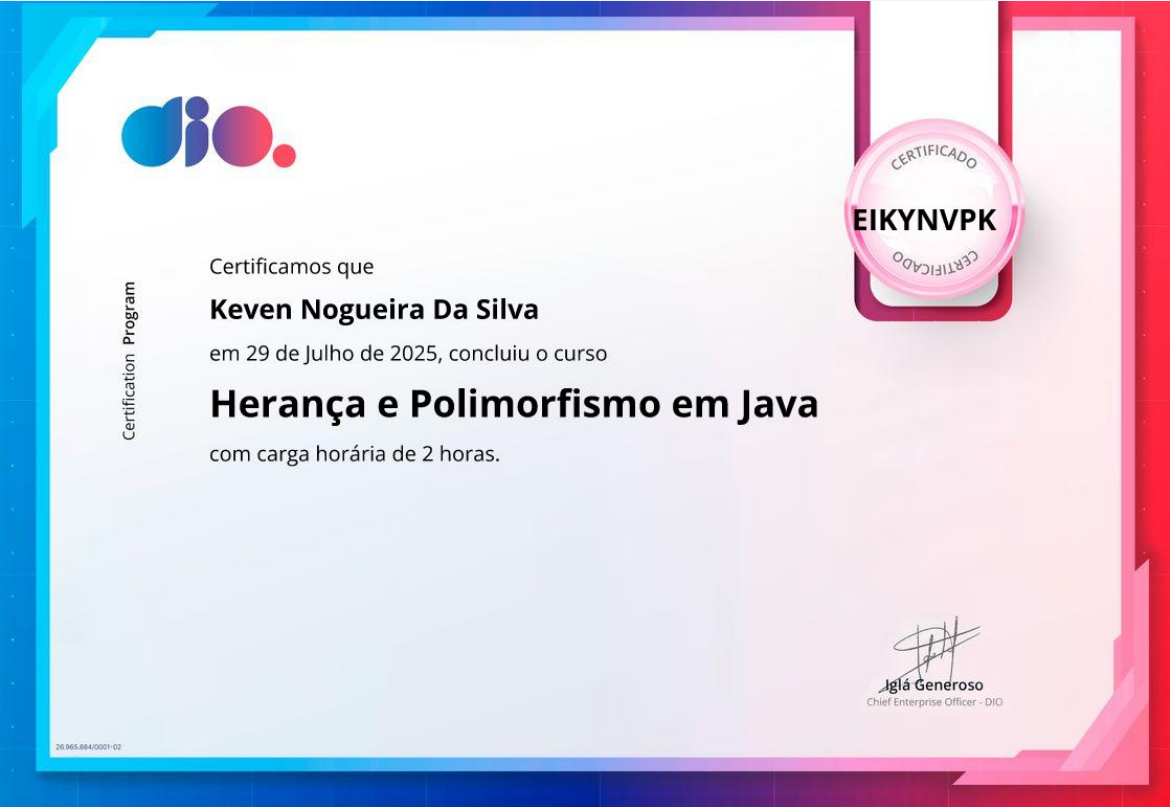 dio.
CERTIFICADO
EIKYNVPK
CERTIFICADO
Certificamos que
Keven Nogueira Da Silva
em 29 de Julho de 2025, concluiu o curso
Herança e Polimorfismo em Java
com carga horária de 2 horas.
Certification Program
Iglá Generoso
Chief Enterprise Officer - DIO
26.965.884/0001-02